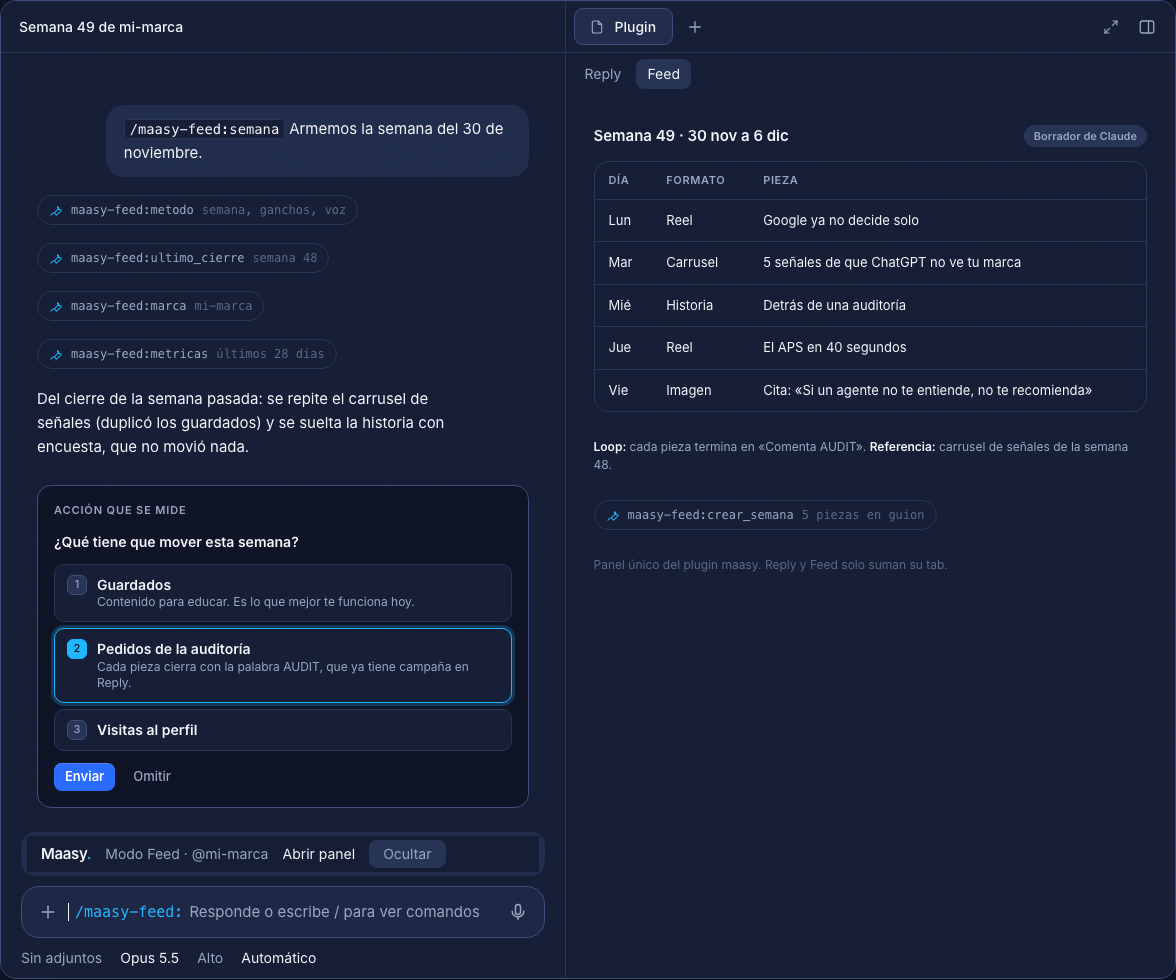 Semana 49 de mi-marca
/maasy-feed:semana Armemos la semana del 30 de
noviembre.
maasy-feed:metodo semana, ganchos, voz
maasy-feed:ultimo_cierre semana 48
maasy-feed:marca mi-marca
maasy-feed:metricas últimos 28 días
Del cierre de la semana pasada: se repite el carrusel de
señales (duplicó los guardados) y se suelta la historia con
encuesta, que no movió nada.
ACCIÓN QUE SE MIDE
¿Qué tiene que mover esta semana?
1 Guardados
Contenido para educar. Es lo que mejor te funciona hoy.
2 Pedidos de la auditoría
Cada pieza cierra con la palabra AUDIT, que ya tiene campaña en
Reply.
3 Visitas al perfil
Enviar Omitir
Maasy. Modo Feed · @mi-marca Abrir panel Ocultar
/maasy-feed: Responde o escribe / para ver comandos
Sin adjuntos Opus 5.5 Alto Automático
Plugin
Reply Feed
Semana 49 · 30 nov a 6 dic Borrador de Claude
DÍA FORMATO PIEZA
Lun Reel Google ya no decide solo
Mar Carrusel 5 señales de que ChatGPT no ve tu marca
Mié Historia Detrás de una auditoría
Jue Reel El APS en 40 segundos
Vie Imagen Cita: «Si un agente no te entiende, no te recomienda»
Loop: cada pieza termina en «Comenta AUDIT». Referencia: carrusel de señales de la semana
48.
maasy-feed:crear_semana 5 piezas en guion
Panel único del plugin maasy. Reply y Feed solo suman su tab.